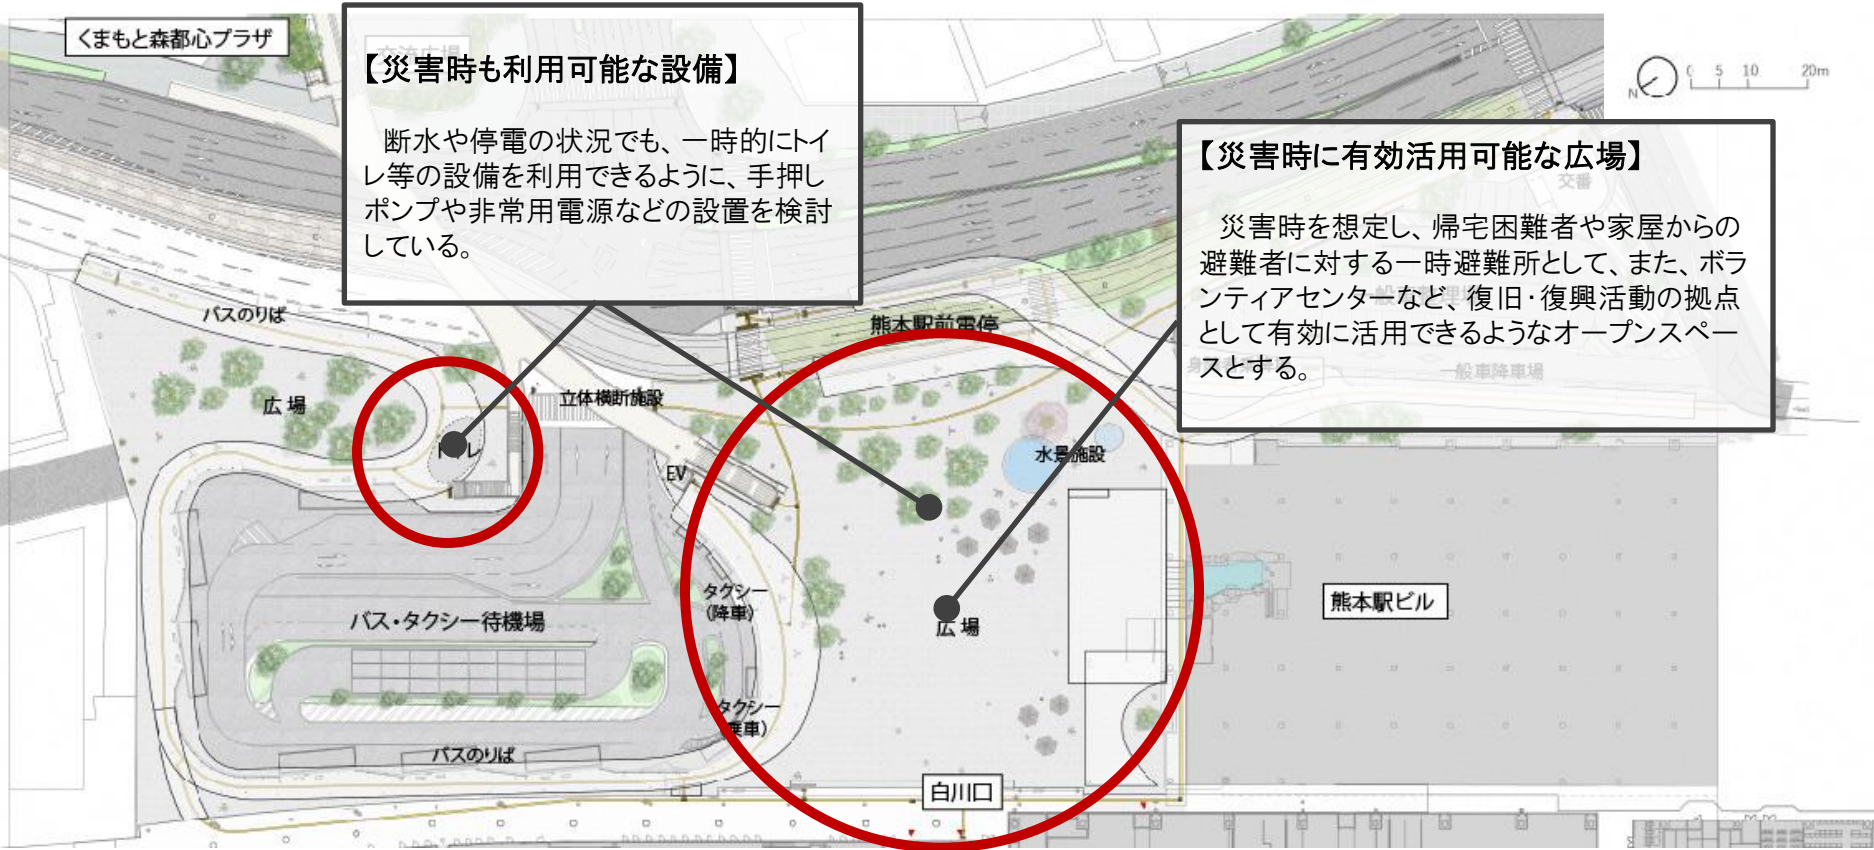 くまもと森都心プラザ
交流広場
【災害時も利用可能な設備】
断水や停電の状況でも、一時的にトイ
レ等の設備を利用できるように、手押し
ポンプや非常用電源などの設置を検討
している。
N
0 5 10 20m
【災害時に有効活用可能な広場】
交番
災害時を想定し、帰宅困難者や家屋からの
避難者に対する一時避難所として、また、ボラ
ンティアセンターなど、復旧・復興活動の拠点
として有効に活用できるようなオープンスペー
スとする。
一般車降車場
バスのりば
熊本駅前電停
広場
立体横断施設
トイレ
水景施設
EV
タクシー
(降車)
バス・タクシー待機場
広場
熊本駅ビル
タクシー
(乗車)
バスのりば
白川口